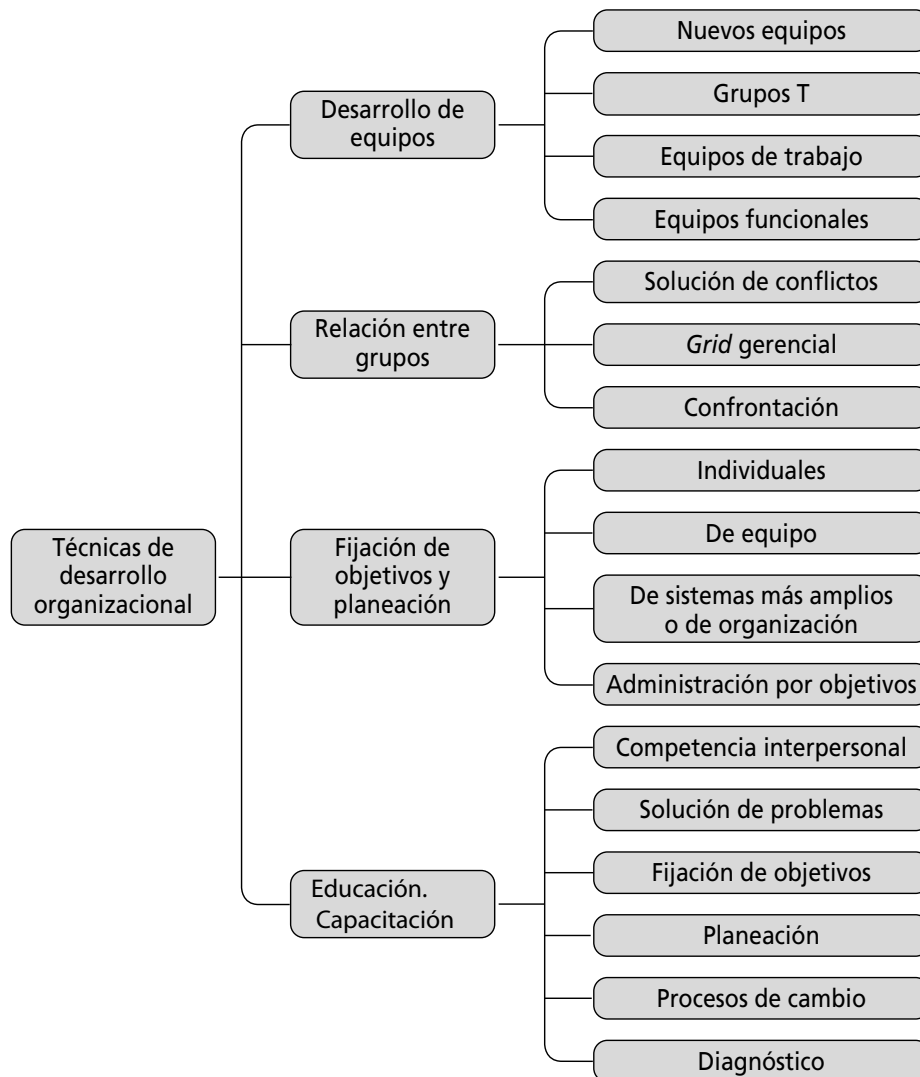 Técnicas de
desarrollo
organizacional
Desarrollo de
equipos
Nuevos equipos
Grupos T
Equipos de trabajo
Equipos funcionales
Relación entre
grupos
Solución de conflictos
Grid gerencial
Confrontación
Fijación de
objetivos y
planeación
Individuales
De equipo
De sistemas más amplios
o de organización
Administración por objetivos
Educación.
Capacitación
Competencia interpersonal
Solución de problemas
Fijación de objetivos
Planeación
Procesos de cambio
Diagnóstico